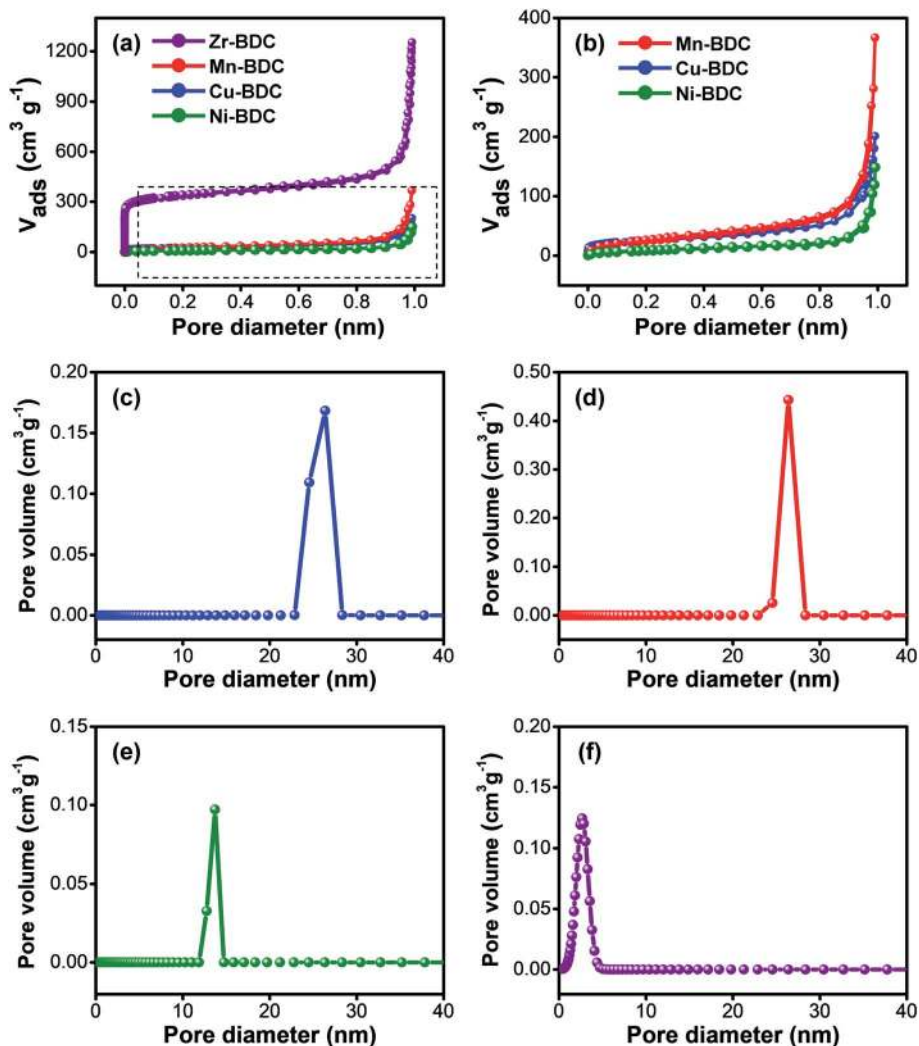 (a)
Zr-BDC
Mn-BDC
Cu-BDC
Ni-BDC
V_ads (cm³ g⁻¹)
1200
900
600
300
0
0.0 0.2 0.4 0.6 0.8 1.0
Pore diameter (nm)
(b)
Mn-BDC
Cu-BDC
Ni-BDC
V_ads (cm³ g⁻¹)
400
300
200
100
0
0.0 0.2 0.4 0.6 0.8 1.0
Pore diameter (nm)
(c)
Pore volume (cm³g⁻¹)
0.20
0.15
0.10
0.05
0.00
0 10 20 30 40
Pore diameter (nm)
(d)
Pore volume (cm³g⁻¹)
0.50
0.40
0.30
0.20
0.10
0.00
0 10 20 30 40
Pore diameter (nm)
(e)
Pore volume (cm³g⁻¹)
0.15
0.10
0.05
0.00
0 10 20 30 40
Pore diameter (nm)
(f)
Pore volume (cm³g⁻¹)
0.20
0.15
0.10
0.05
0.00
0 10 20 30 40
Pore diameter (nm)